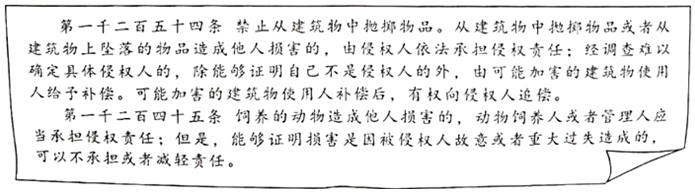 第一千二百五十四条 禁止从建筑物中抛掷物品。从建筑物中抛掷物品或者从
建筑物上坠落的物品造成他人损害的，由侵权人依法承担侵权责任；经调查难以
确定具体侵权人的，除能够证明自己不是侵权人的外，由可能加害的建筑物使用
人给予补偿。可能加害的建筑物使用人补偿后，有权向侵权人追偿。
第一千二百四十五条 饲养的动物造成他人损害的，动物饲养人或者管理人应
当承担侵权责任；但是，能够证明损害是因被侵权人故意或者重大过失造成的，
可以不承担或者减轻责任。